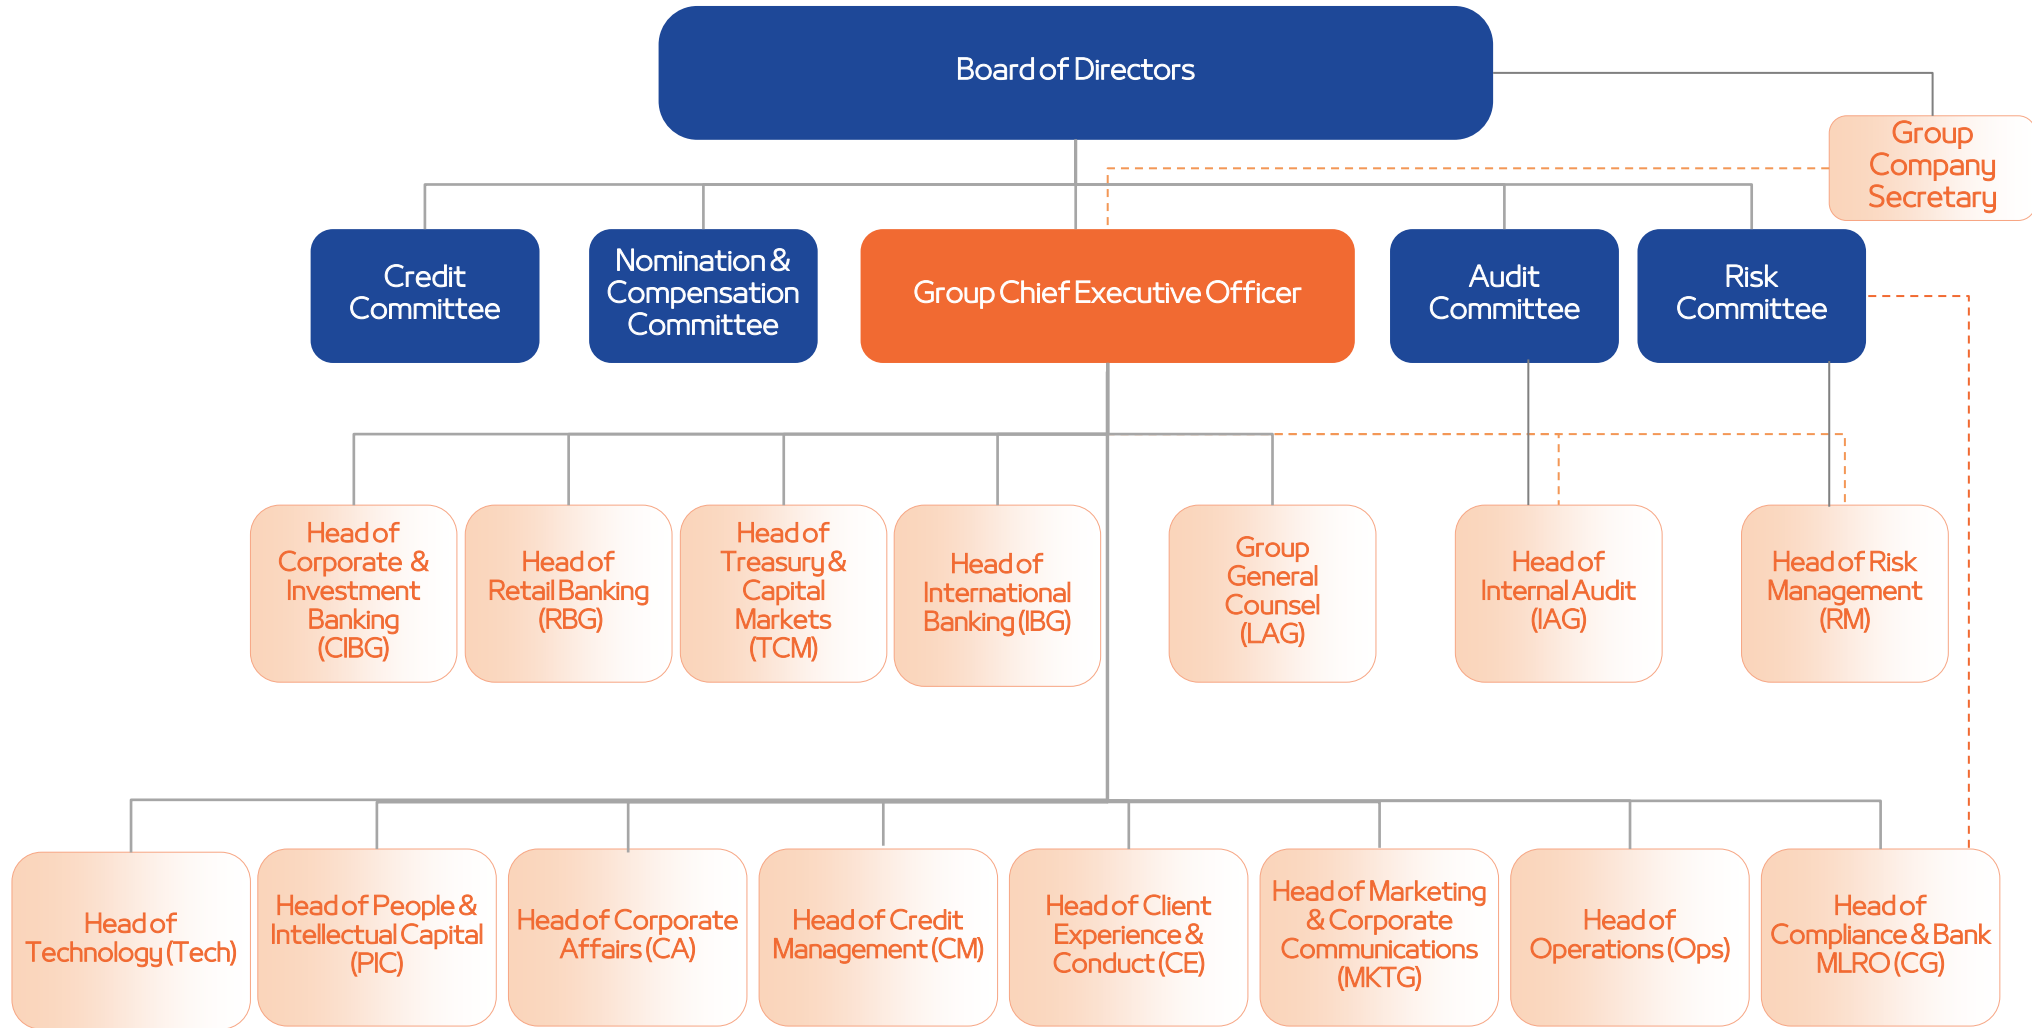 Board of Directors
Group
Company
Secretary
Credit
Committee
Nomination &
Compensation
Committee
Group Chief Executive Officer
Audit
Committee
Risk
Committee
Head of
Corporate &
Investment
Banking
(CIBG)
Head of
Retail Banking
(RBG)
Head of
Treasury &
Capital
Markets
(TCM)
Head of
International
Banking (IBG)
Group
General
Counsel
(LAG)
Head of
Internal Audit
(IAG)
Head of Risk
Management
(RM)
Head of
Technology (Tech)
Head of People &
Intellectual Capital
(PIC)
Head of Corporate
Affairs (CA)
Head of Credit
Management (CM)
Head of Client
Experience &
Conduct (CE)
Head of Marketing
& Corporate
Communications
(MKTG)
Head of
Operations (Ops)
Head of
Compliance & Bank
MLRO (CG)